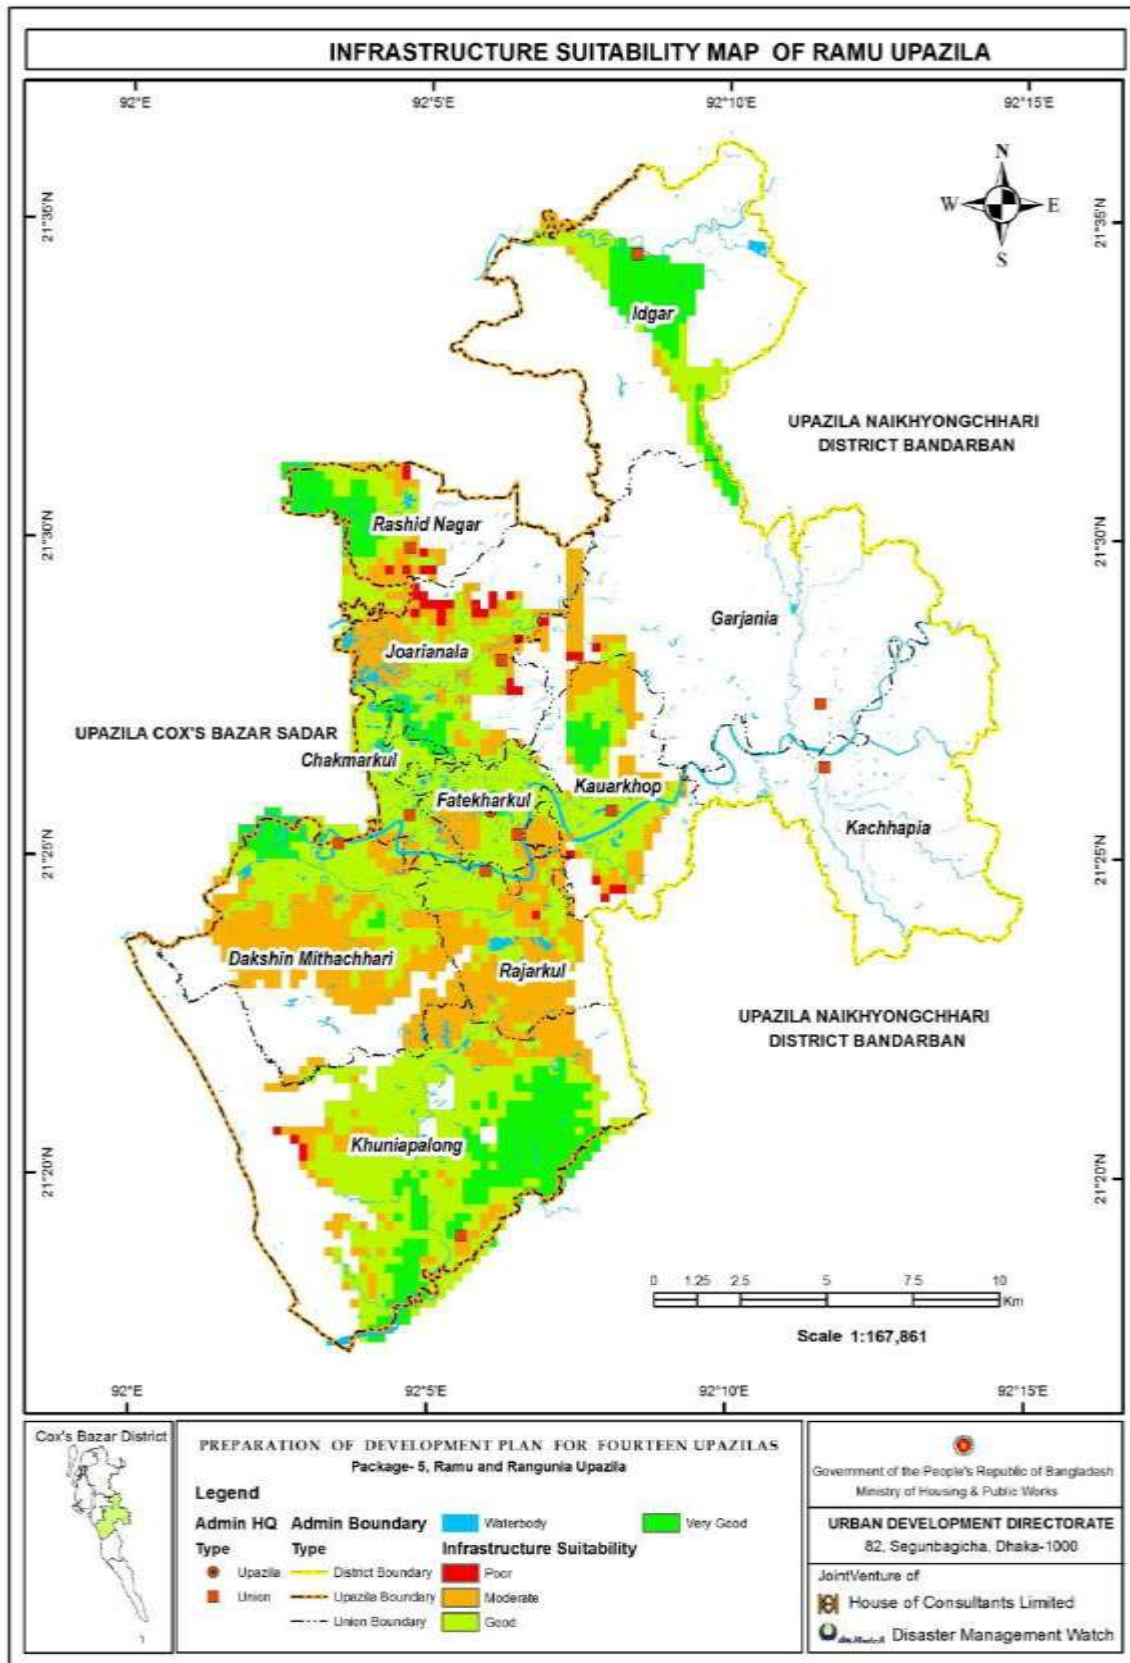 INFRASTRUCTURE SUITABILITY MAP OF RAMU UPAZILA
92°E 92°5'E 92°10'E 92°15'E
N
W E
S
21°35'N 21°35'N
Idgar
UPAZILA NAIKHYONGCHHARI
DISTRICT BANDARBAN
Rashid Nagar
21°30'N 21°30'N
Garjania
Joarianala
UPAZILA COX'S BAZAR SADAR
Chakmarkul
Kauarkhop
Fatekharkul
Kachhapia
21°25'N 21°25'N
Dakshin Mithachhari
Rajarkul
UPAZILA NAIKHYONGCHHARI
DISTRICT BANDARBAN
Khuniapalong
21°20'N 21°20'N
0 1.25 2.5 5 7.5 10
Km
Scale 1:167,861
92°E 92°5'E 92°10'E 92°15'E
Cox's Bazar District
PREPARATION OF DEVELOPMENT PLAN FOR FOURTEEN UPAZILAS
Package- 5, Ramu and Rangunia Upazila
Legend
Admin HQ
Type
Upazila
Union
Admin Boundary
Type
District Boundary
Upazila Boundary
Union Boundary
Waterbody
Infrastructure Suitability
Poor
Moderate
Good
Very Good
Government of the People's Republic of Bangladesh
Ministry of Housing & Public Works
URBAN DEVELOPMENT DIRECTORATE
82, Segunbagicha, Dhaka-1000
JointVenture of
House of Consultants Limited
Disaster Management Watch